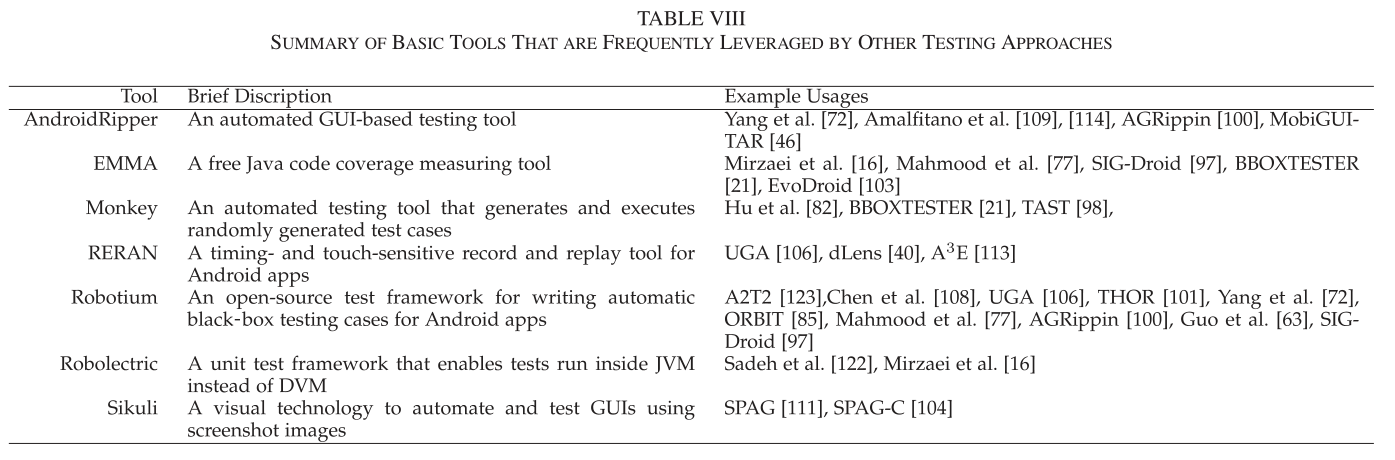 TABLE VIII
SUMMARY OF BASIC TOOLS THAT ARE FREQUENTLY LEVERAGED BY OTHER TESTING APPROACHES
Tool Brief Discription Example Usages
AndroidRipper An automated GUI-based testing tool Yang et al. [72], Amalfitano et al. [109], [114], AGRippin [100], MobiGUI-
TAR [46]
EMMA A free Java code coverage measuring tool Mirzaei et al. [16], Mahmood et al. [77], SIG-Droid [97], BBOXTESTER
[21], EvoDroid [103]
Monkey An automated testing tool that generates and executes Hu et al. [82], BBOXTESTER [21], TAST [98],
randomly generated test cases
RERAN A timing- and touch-sensitive record and replay tool for UGA [106], dLens [40], A³E [113]
Android apps
Robotium An open-source test framework for writing automatic A2T2 [123],Chen et al. [108], UGA [106], THOR [101], Yang et al. [72],
black-box testing cases for Android apps ORBIT [85], Mahmood et al. [77], AGRippin [100], Guo et al. [63], SIG-
Droid [97]
Robolectric A unit test framework that enables tests run inside JVM Sadeh et al. [122], Mirzaei et al. [16]
instead of DVM
Sikuli A visual technology to automate and test GUIs using SPAG [111], SPAG-C [104]
screenshot images